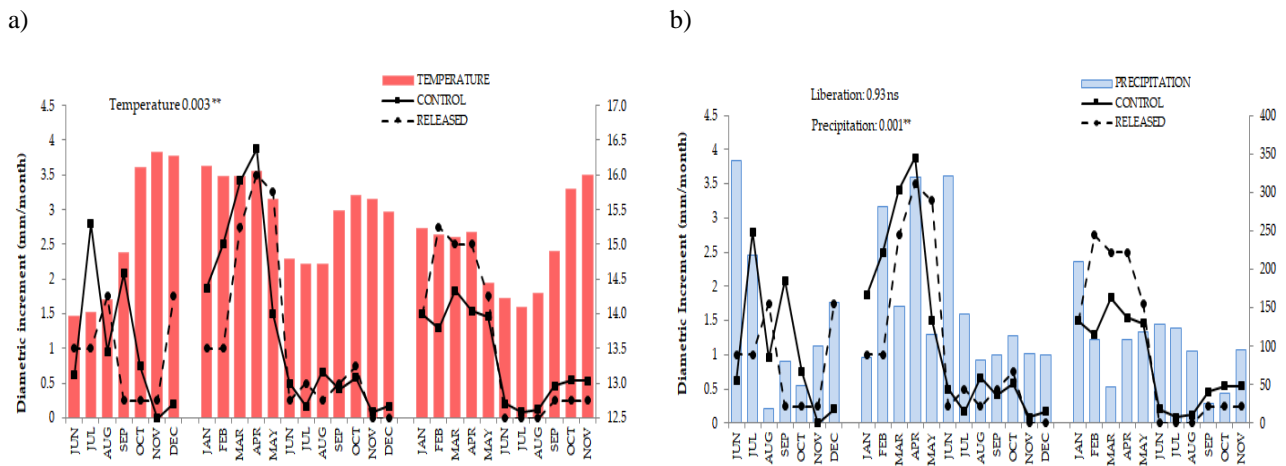 a)
b)
TEMPERATURE
CONTROL
RELEASED
Temperature 0.003 **
Diametric increment (mm/month)
4.5
4
3.5
3
2.5
2
1.5
1
0.5
0
17.0
16.5
16.0
15.5
15.0
14.5
14.0
13.5
13.0
12.5
JUN JUL AUG SEP OCT NOV DEC JAN FEB MAR APR MAY JUN JUL AUG SEP OCT NOV DEC JAN FEB MAR APR MAY JUN JUL AUG SEP OCT NOV
PRECIPITATION
CONTROL
RELEASED
Liberation: 0.93 ns
Precipitation: 0.001**
Diametric Increment (mm/month)
4.5
4
3.5
3
2.5
2
1.5
1
0.5
0
400
350
300
250
200
150
100
50
0
JUN JUL AUG SEP OCT NOV DEC JAN FEB MAR APR MAY JUN JUL AUG SEP OCT NOV DEC JAN FEB MAR APR MAY JUN JUL AUG SEP OCT NOV